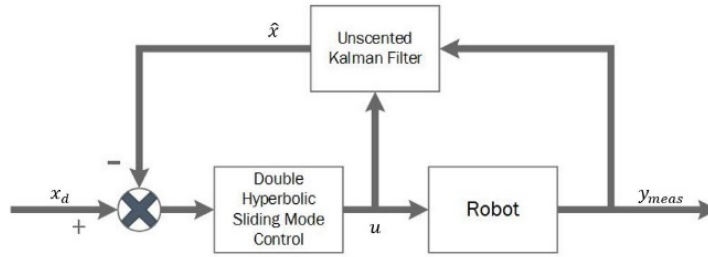 x̂
Unscented
Kalman Filter
−
x_d
+
Double
Hyperbolic
Sliding Mode
Control
u
Robot
y_meas